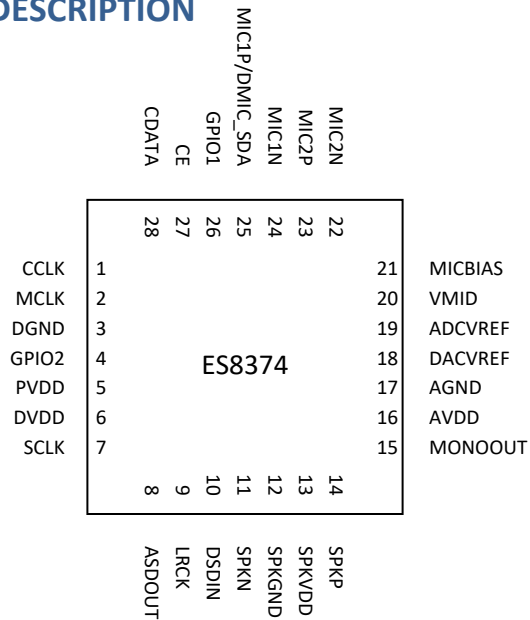 DESCRIPTION
CDATA
CE
GPIO1
MIC1P/DMIC_SDA
MIC1N
MIC2P
MIC2N
28
27
26
25
24
23
22
CCLK 1
MCLK 2
DGND 3
GPIO2 4
PVDD 5
DVDD 6
SCLK 7
ES8374
21 MICBIAS
20 VMID
19 ADCVREF
18 DACVREF
17 AGND
16 AVDD
15 MONOOUT
8
9
10
11
12
13
14
ASDOUT
LRCK
DSDIN
SPKN
SPKGND
SPKVDD
SPKP